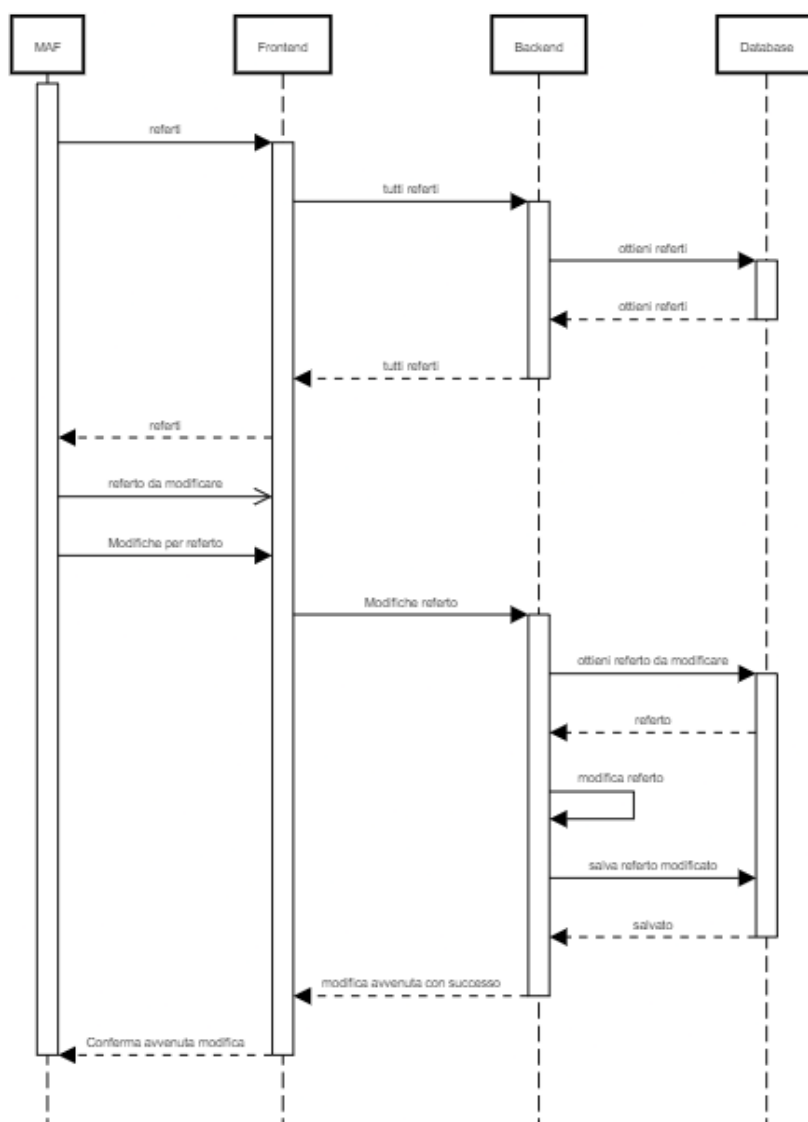 MAF
Frontend
Backend
Database
referti
tutti referti
ottieni referti
ottieni referti
tutti referti
referti
referto da modificare
Modifiche per referto
Modifiche referto
ottieni referto da modificare
referto
modifica referto
salva referto modificato
salvato
modifica avvenuta con successo
Conferma avvenuta modifica